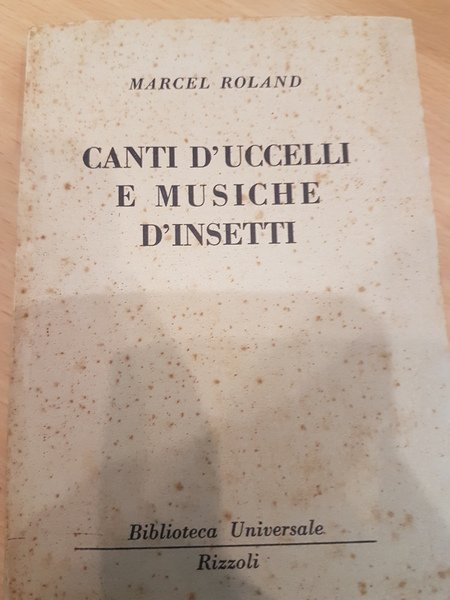 MARCEL ROLAND
CANTI D'UCCELLI
E MUSICHE
D'INSETTI
Biblioteca Universale
Rizzoli